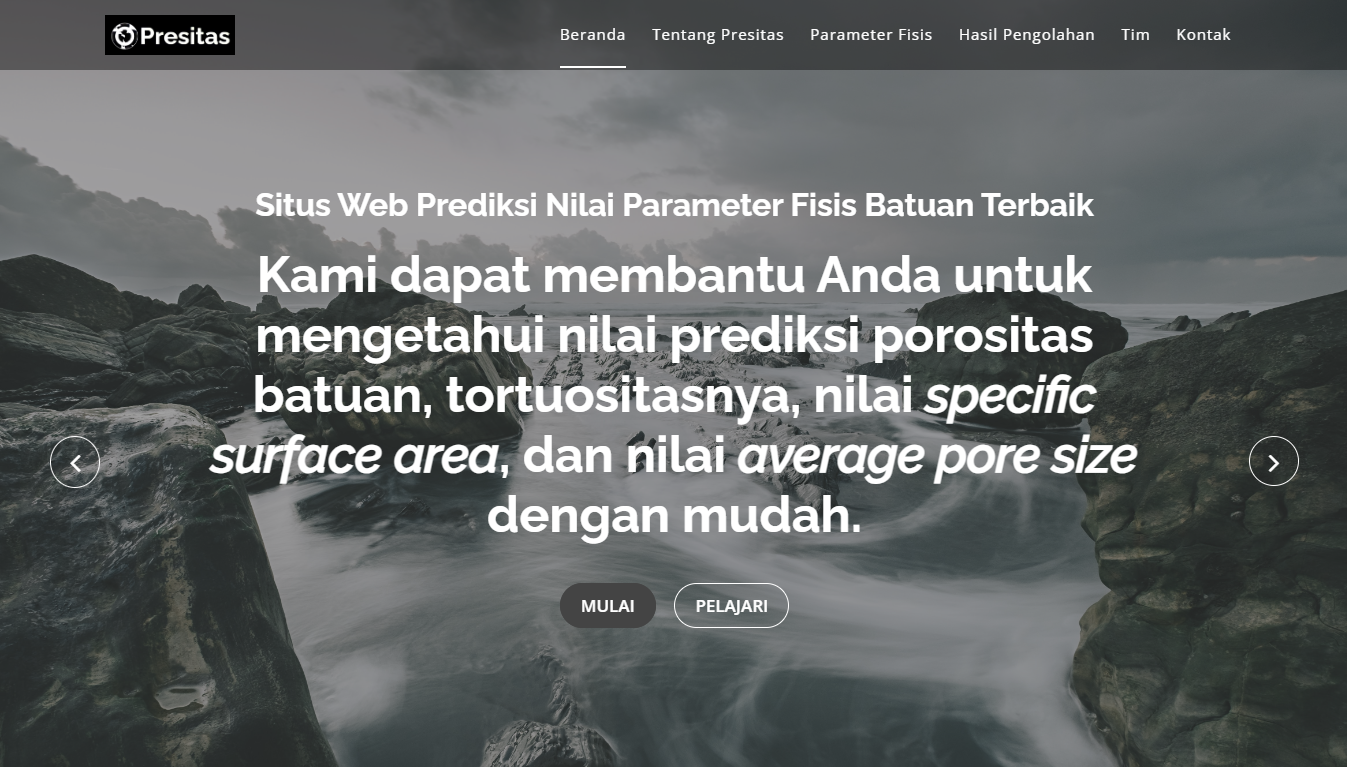 Presitas
Beranda
Tentang Presitas
Parameter Fisis
Hasil Pengolahan
Tim
Kontak
Situs Web Prediksi Nilai Parameter Fisis Batuan Terbaik
Kami dapat membantu Anda untuk
mengetahui nilai prediksi porositas
batuan, tortuositasnya, nilai specific
surface area, dan nilai average pore size
dengan mudah.
MULAI
PELAJARI